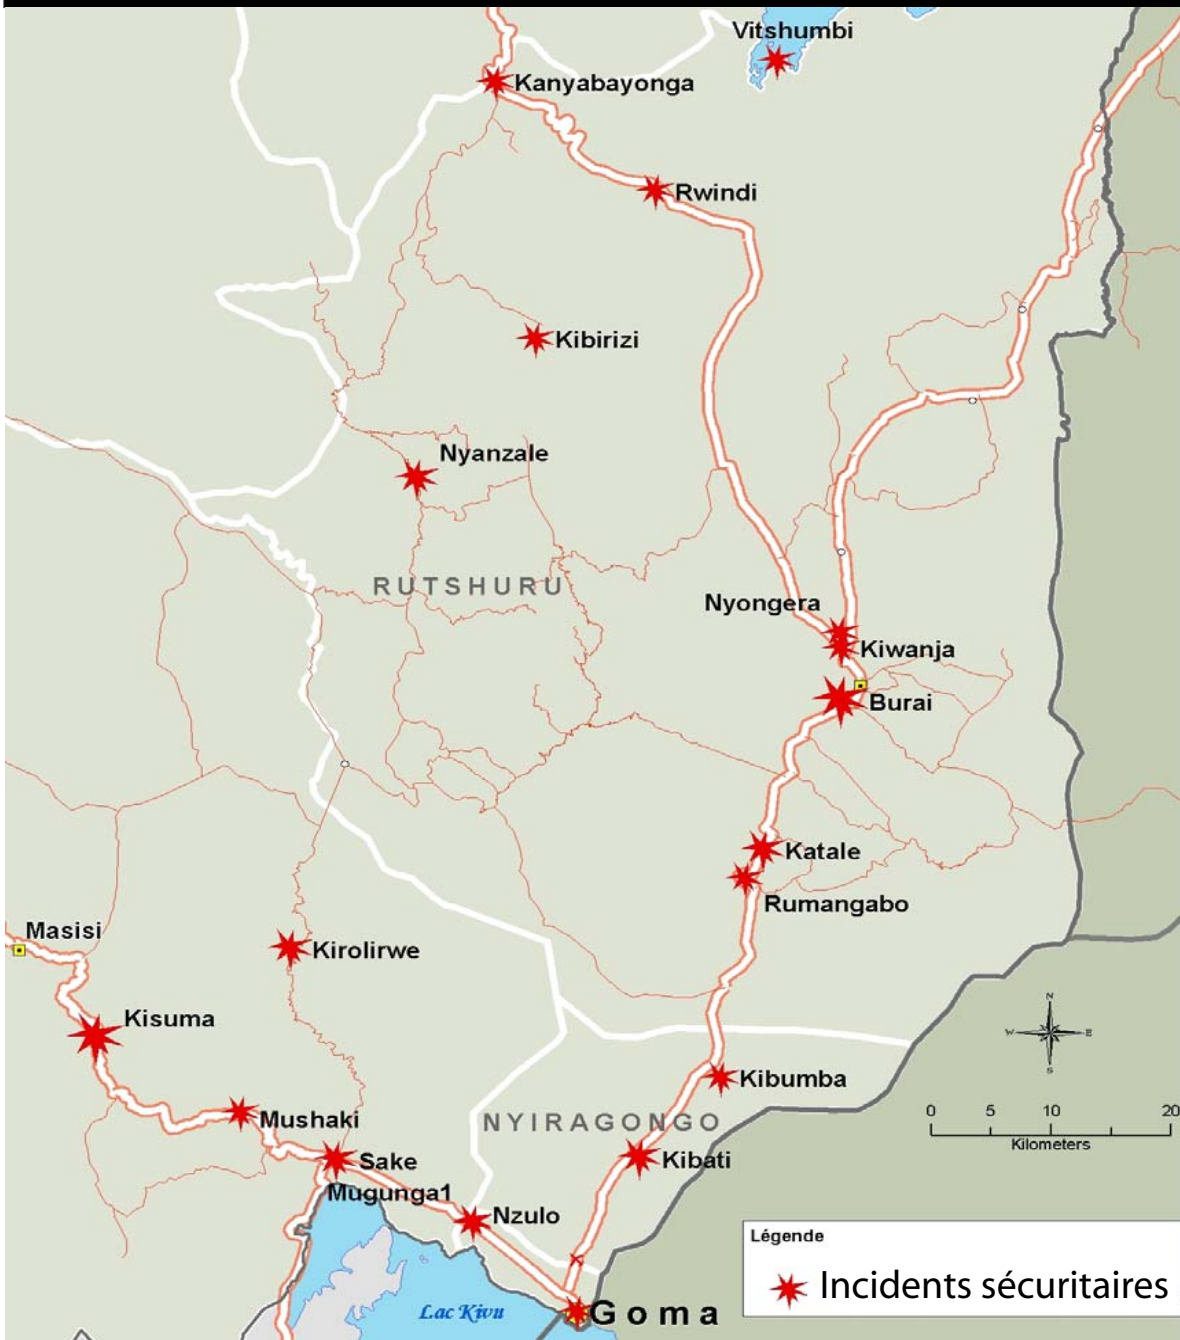 Vitshumbi
Kanyabayonga
Rwindi
Kibirizi
Nyanzale
RUTSHURU
Nyongera
Kiwanja
Burai
Katale
Rumangabo
Masisi
Kirolirwe
Kisuma
N
W E
S
Kibumba
0 5 10 20
Kilometers
Mushaki
NYIRAGONGO
Sake
Kibati
Mugunga1
Nzulo
Légende
Incidents sécuritaires
Lac Kivu
Goma